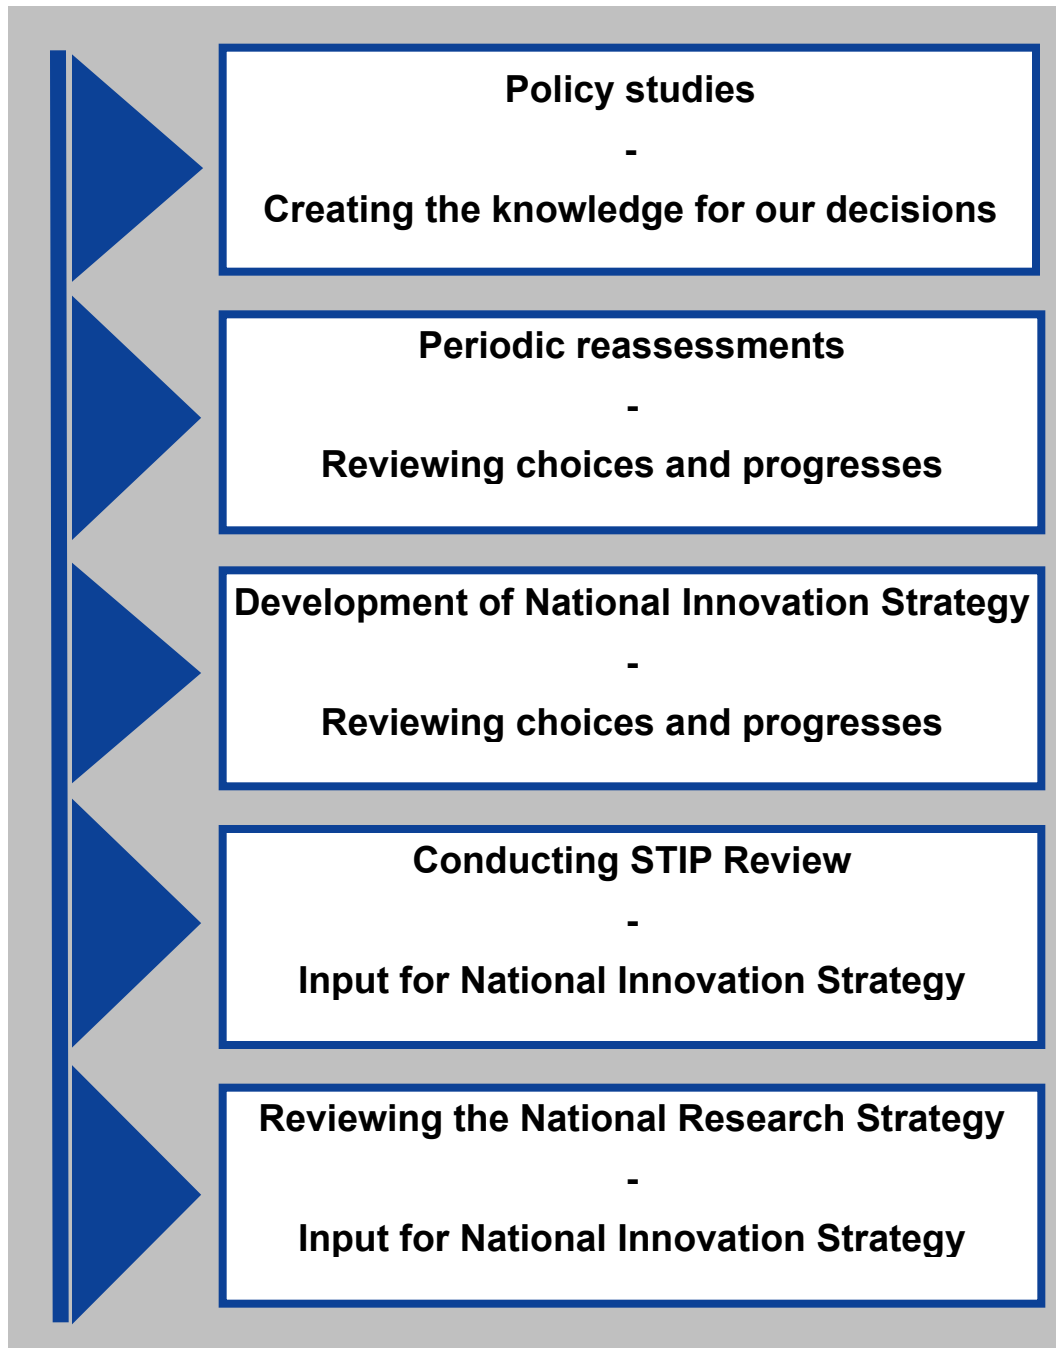 Policy studies
-
Creating the knowledge for our decisions
Periodic reassessments
-
Reviewing choices and progresses
Development of National Innovation Strategy
-
Reviewing choices and progresses
Conducting STIP Review
-
Input for National Innovation Strategy
Reviewing the National Research Strategy
-
Input for National Innovation Strategy